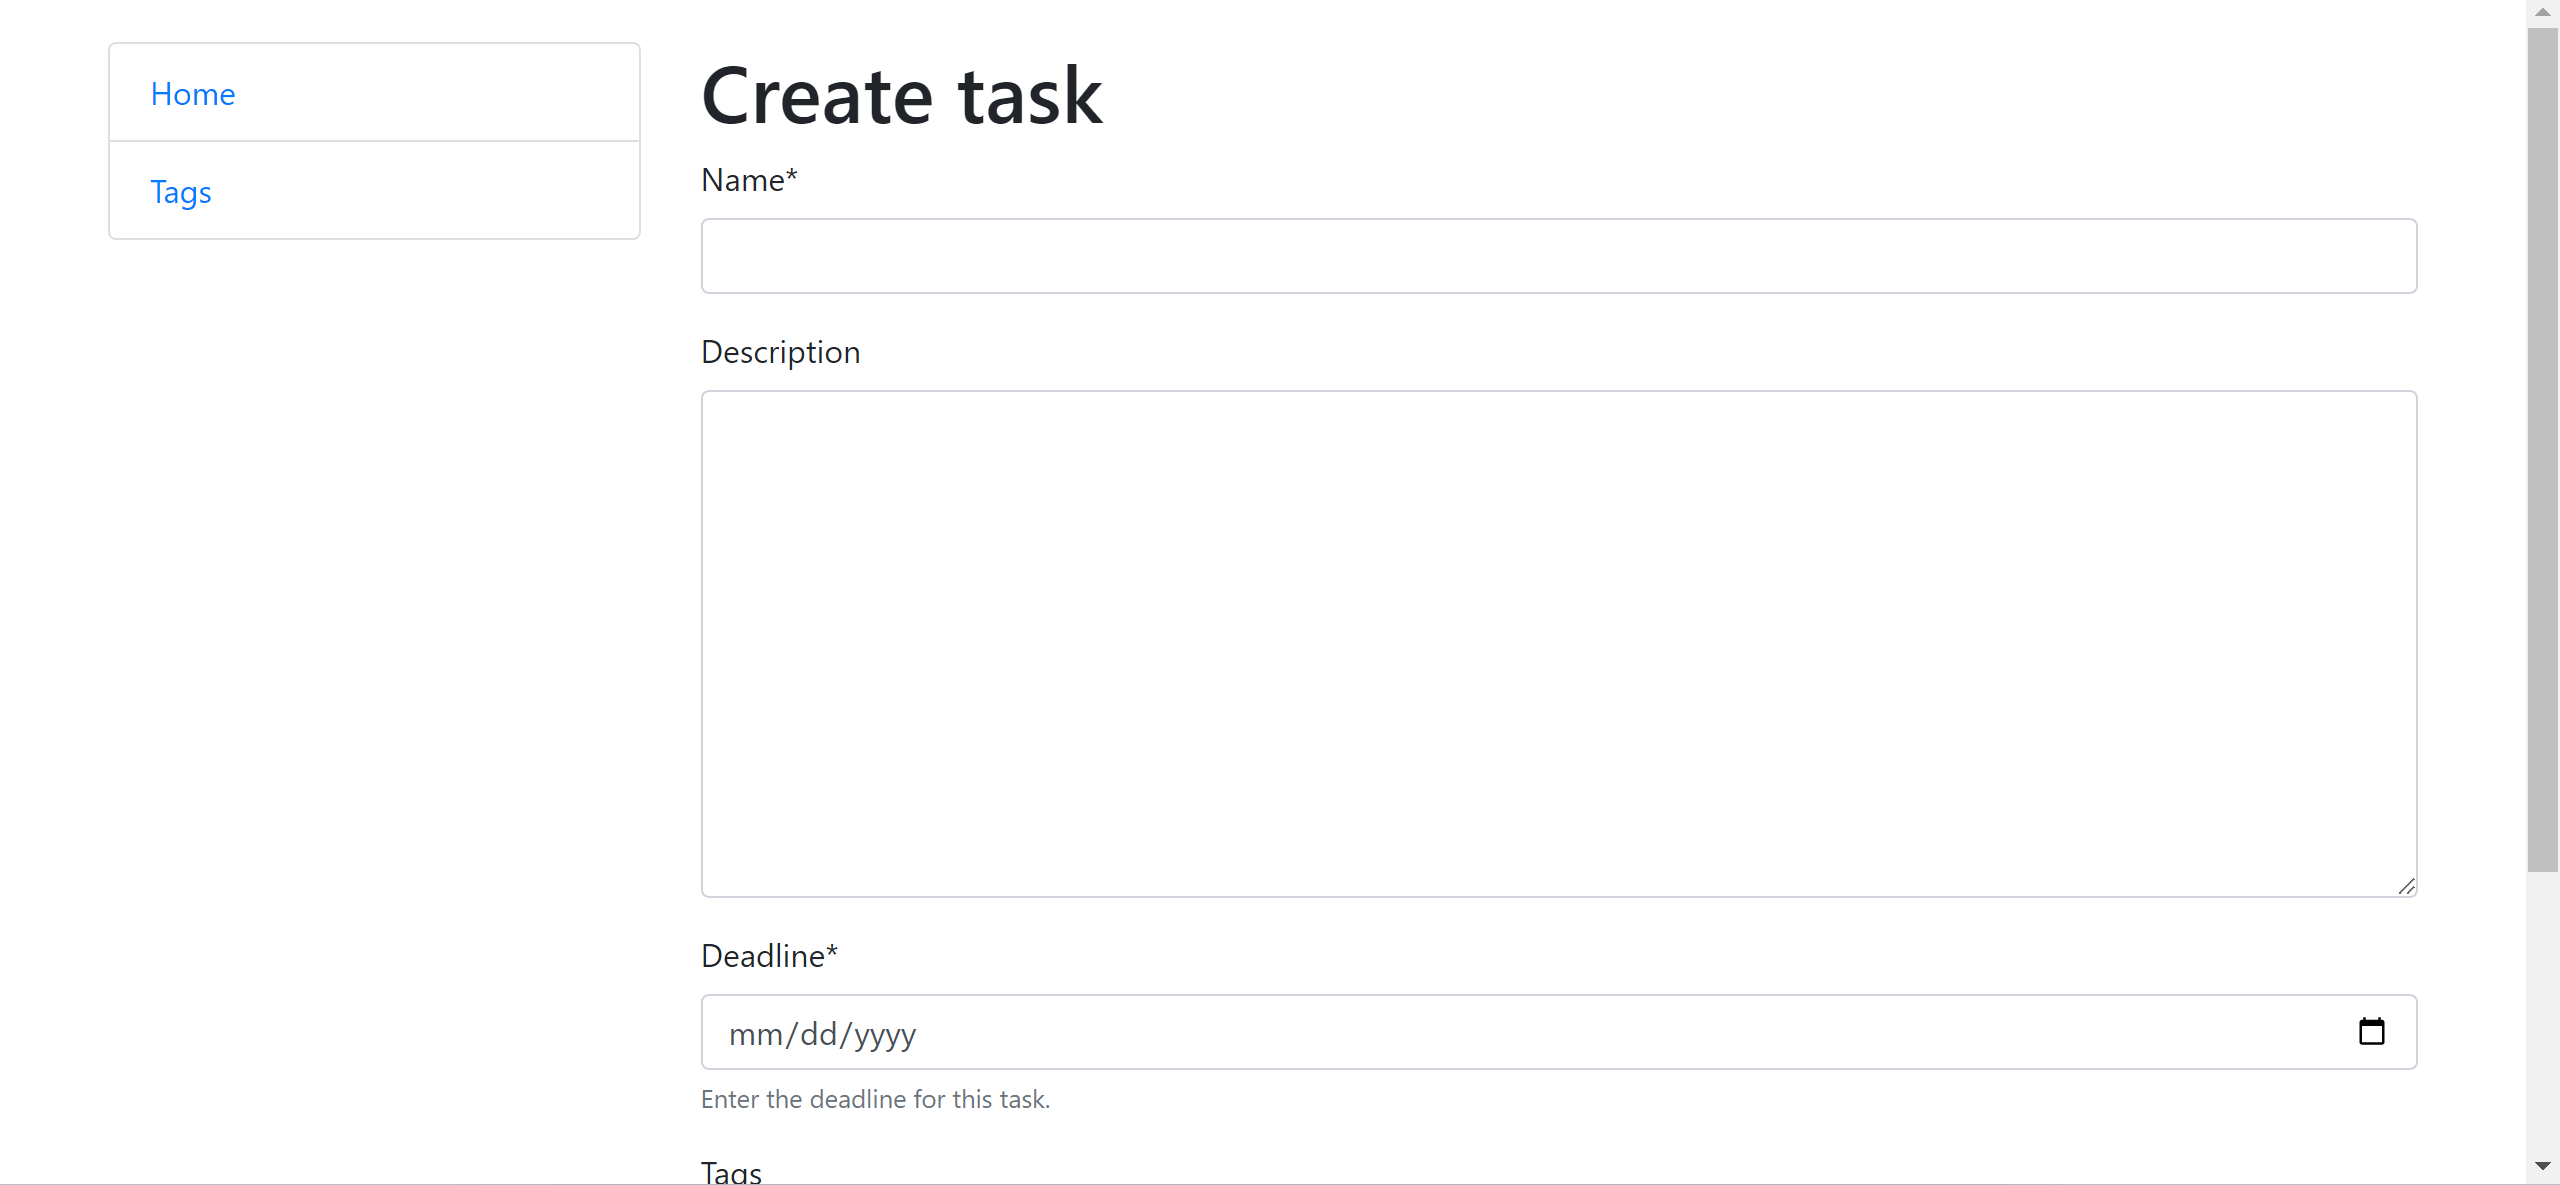 Home
Tags
Create task
Name*
Description
Deadline*
mm/dd/yyyy
Enter the deadline for this task.
Tags